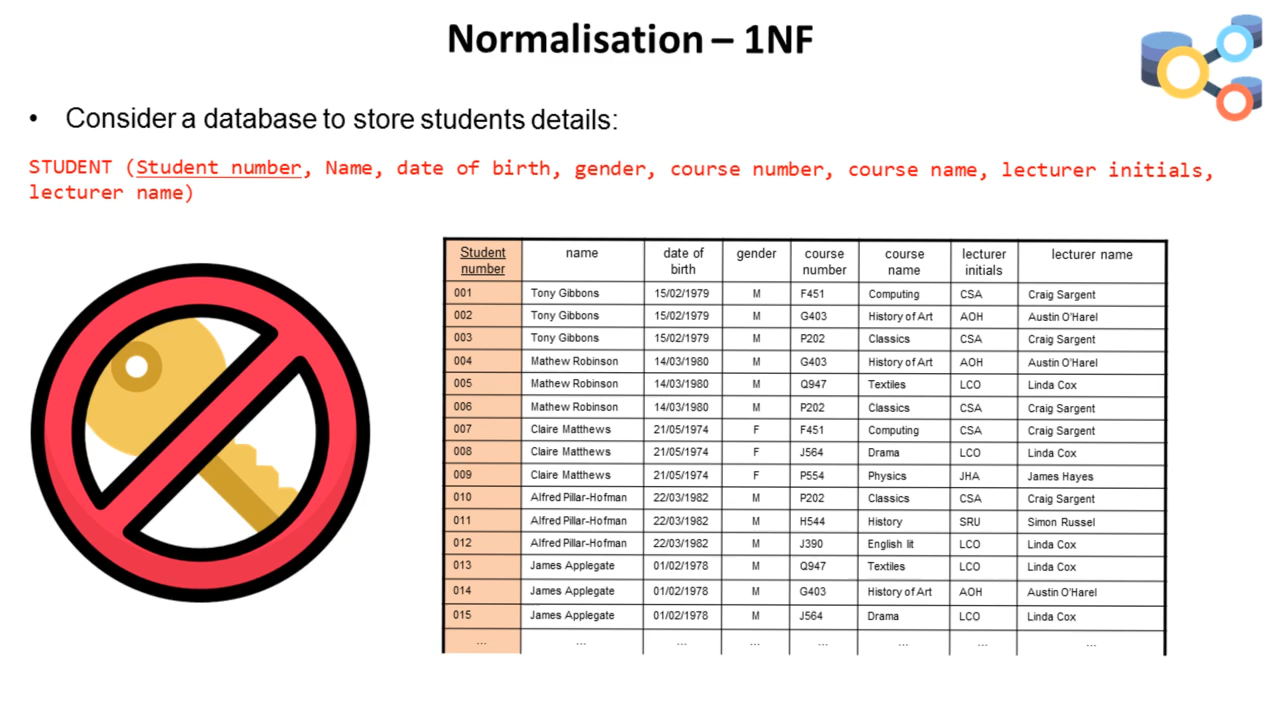 Normalisation – 1NF
• Consider a database to store students details:
STUDENT (Student number, Name, date of birth, gender, course number, course name, lecturer initials,
lecturer name)
Student number name date of birth gender course number course name lecturer initials lecturer name
001 Tony Gibbons 15/02/1979 M F451 Computing CSA Craig Sargent
002 Tony Gibbons 15/02/1979 M G403 History of Art AOH Austin O'Harel
003 Tony Gibbons 15/02/1979 M P202 Classics CSA Craig Sargent
004 Mathew Robinson 14/03/1980 M G403 History of Art AOH Austin O'Harel
005 Mathew Robinson 14/03/1980 M Q947 Textiles LCO Linda Cox
006 Mathew Robinson 14/03/1980 M P202 Classics CSA Craig Sargent
007 Claire Matthews 21/05/1974 F F451 Computing CSA Craig Sargent
008 Claire Matthews 21/05/1974 F J564 Drama LCO Linda Cox
009 Claire Matthews 21/05/1974 F P554 Physics JHA James Hayes
010 Alfred Pillar-Hofman 22/03/1982 M P202 Classics CSA Craig Sargent
011 Alfred Pillar-Hofman 22/03/1982 M H544 History SRU Simon Russel
012 Alfred Pillar-Hofman 22/03/1982 M J390 English lit LCO Linda Cox
013 James Applegate 01/02/1978 M Q947 Textiles LCO Linda Cox
014 James Applegate 01/02/1978 M G403 History of Art AOH Austin O'Harel
015 James Applegate 01/02/1978 M J564 Drama LCO Linda Cox
... ... ... ... ... ... ... ...